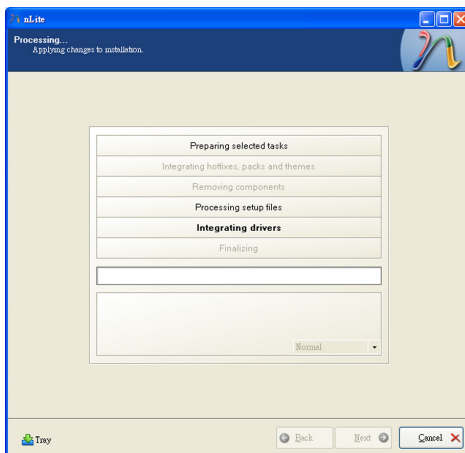 nLite
Processing...
Applying changes to installation.
Preparing selected tasks
Integrating hotfixes, packs and themes
Removing components
Processing setup files
Integrating drivers
Finalizing
Normal
Tray
Back
Next
Cancel